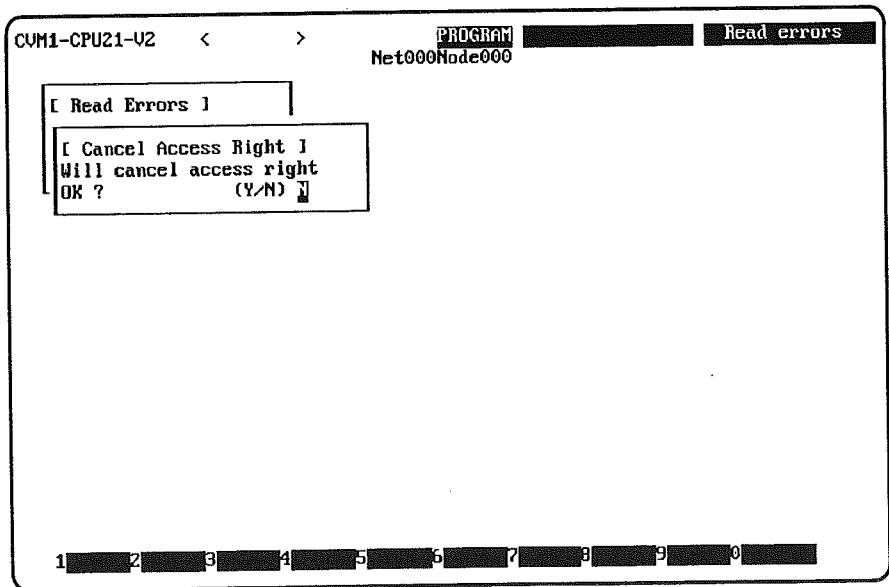 CVM1-CPU21-V2 < > PROGRAM Read errors
Net000Node000
[ Read Errors ]
[ Cancel Access Right ]
Will cancel access right
OK ? (Y/N) N
1 2 3 4 5 6 7 8 9 0